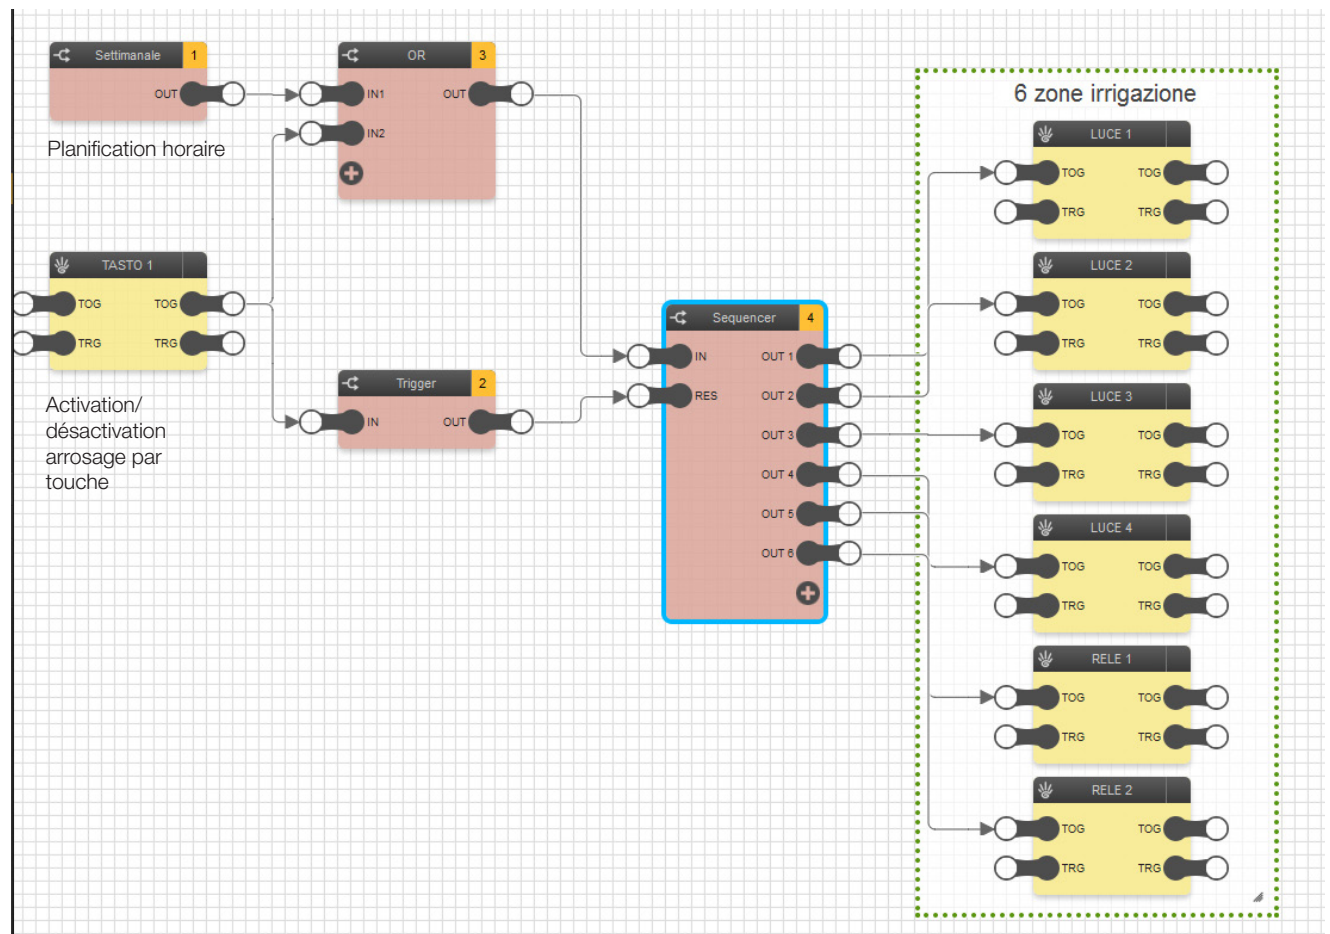 Settimanale 1
OUT
Planification horaire
OR 3
IN1 OUT
IN2
TASTO 1
TOG TOG
TRG TRG
Activation/
désactivation
arrosage par
touche
Trigger 2
IN OUT
Sequencer 4
IN OUT 1
RES OUT 2
OUT 3
OUT 4
OUT 5
OUT 6
6 zone irrigazione
LUCE 1
TOG TOG
TRG TRG
LUCE 2
TOG TOG
TRG TRG
LUCE 3
TOG TOG
TRG TRG
LUCE 4
TOG TOG
TRG TRG
RELE 1
TOG TOG
TRG TRG
RELE 2
TOG TOG
TRG TRG